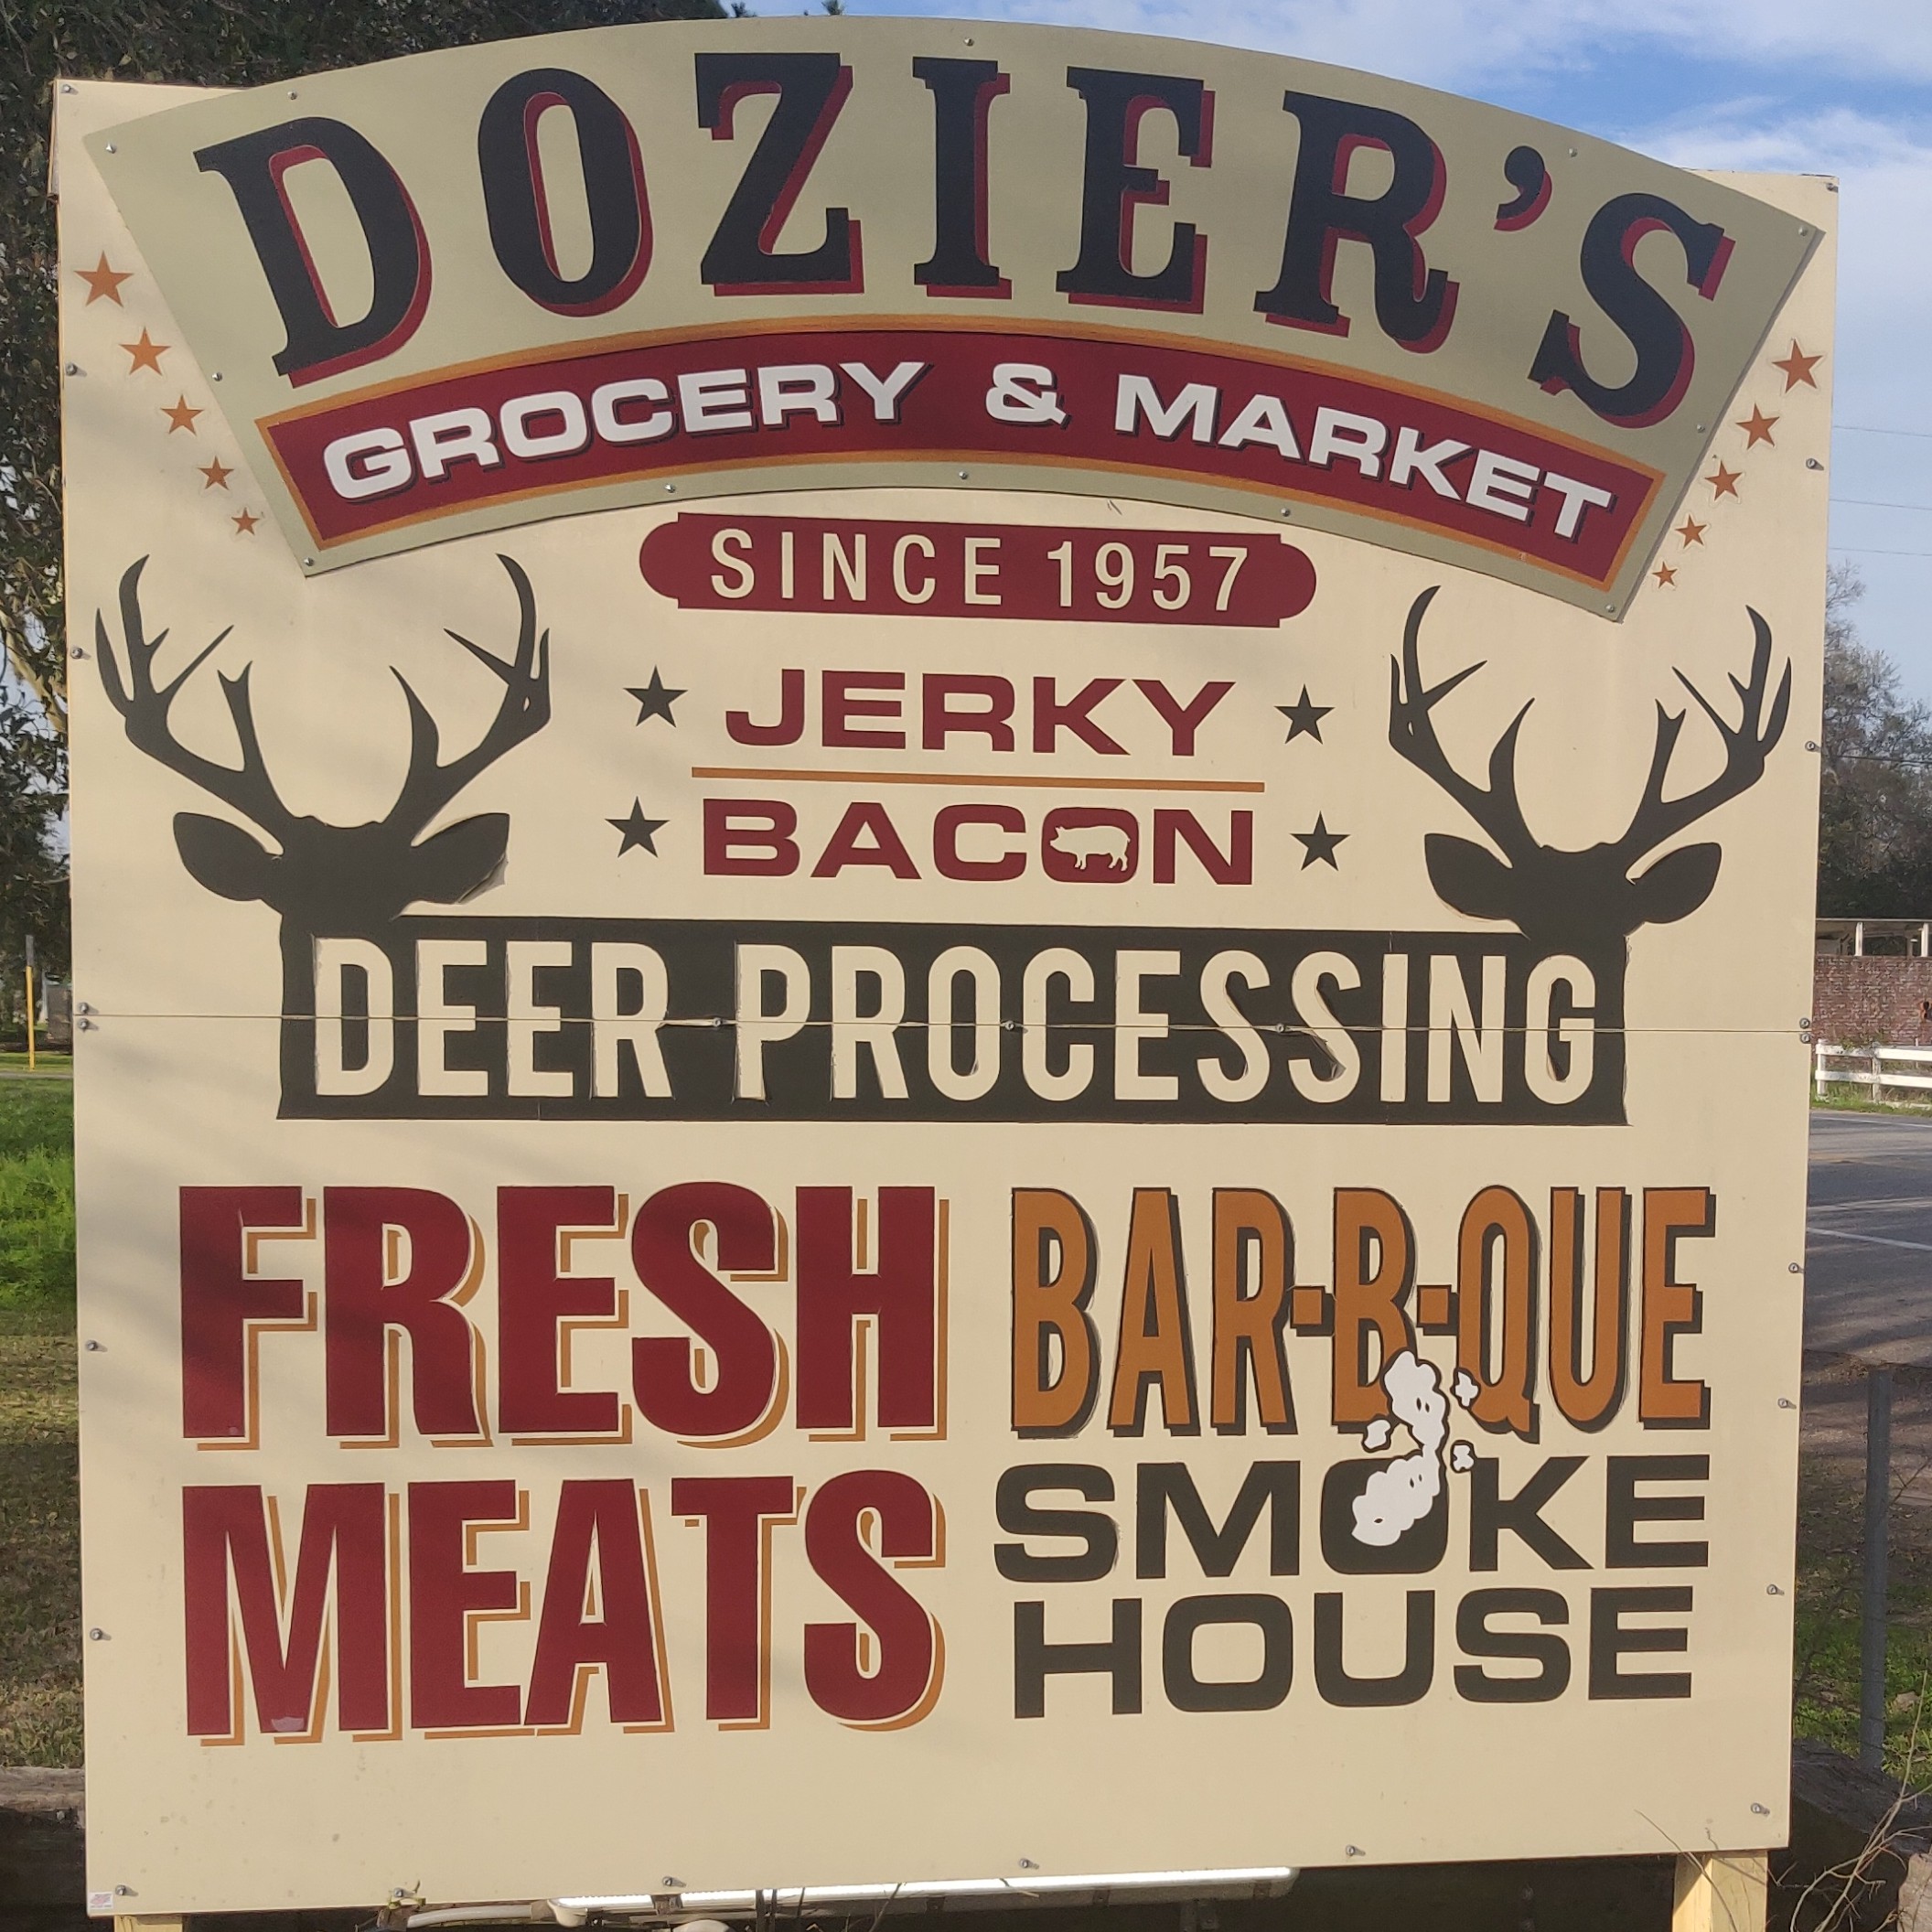 DOZIER'S
GROCERY & MARKET
SINCE 1957
JERKY
BACON
DEER PROCESSING
FRESH
MEATS
BAR-B-QUE
SMOKE
HOUSE